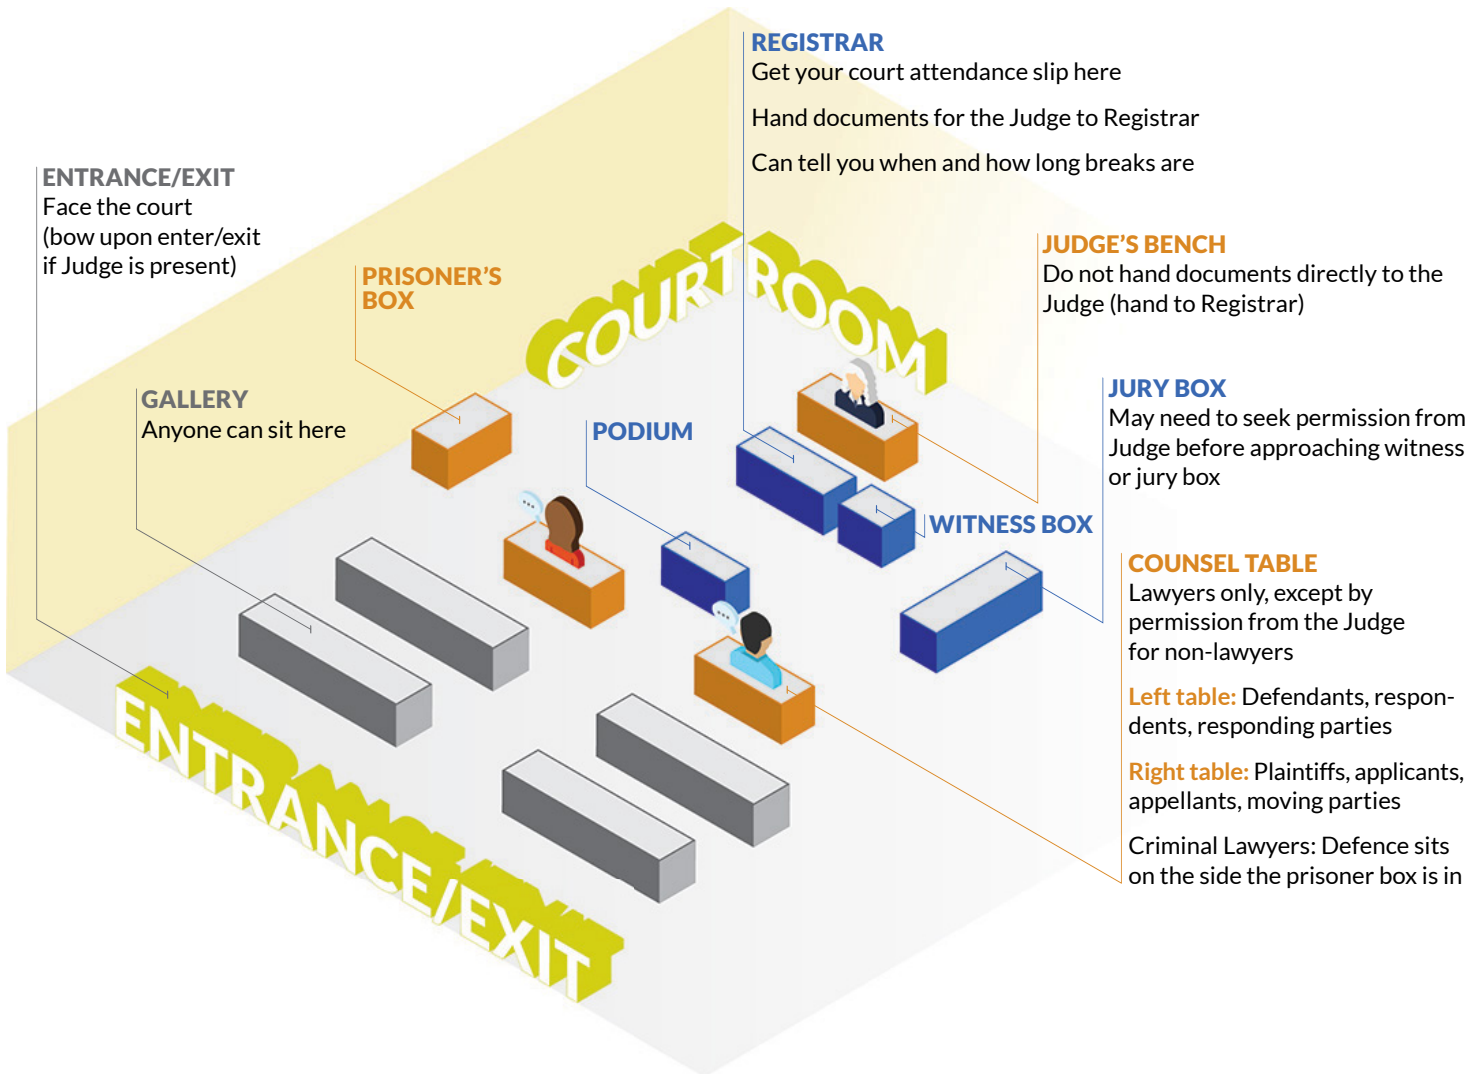 REGISTRAR
Get your court attendance slip here
Hand documents for the Judge to Registrar
Can tell you when and how long breaks are
ENTRANCE/EXIT
Face the court
(bow upon enter/exit
if Judge is present)
PRISONER'S
BOX
COURTROOM
JUDGE'S BENCH
Do not hand documents directly to the
Judge (hand to Registrar)
GALLERY
Anyone can sit here
PODIUM
JURY BOX
May need to seek permission from
Judge before approaching witness
or jury box
WITNESS BOX
COUNSEL TABLE
Lawyers only, except by
permission from the Judge
for non-lawyers
Left table: Defendants, respon-
dents, responding parties
Right table: Plaintiffs, applicants,
appellants, moving parties
Criminal Lawyers: Defence sits
on the side the prisoner box is in
ENTRANCE/EXIT